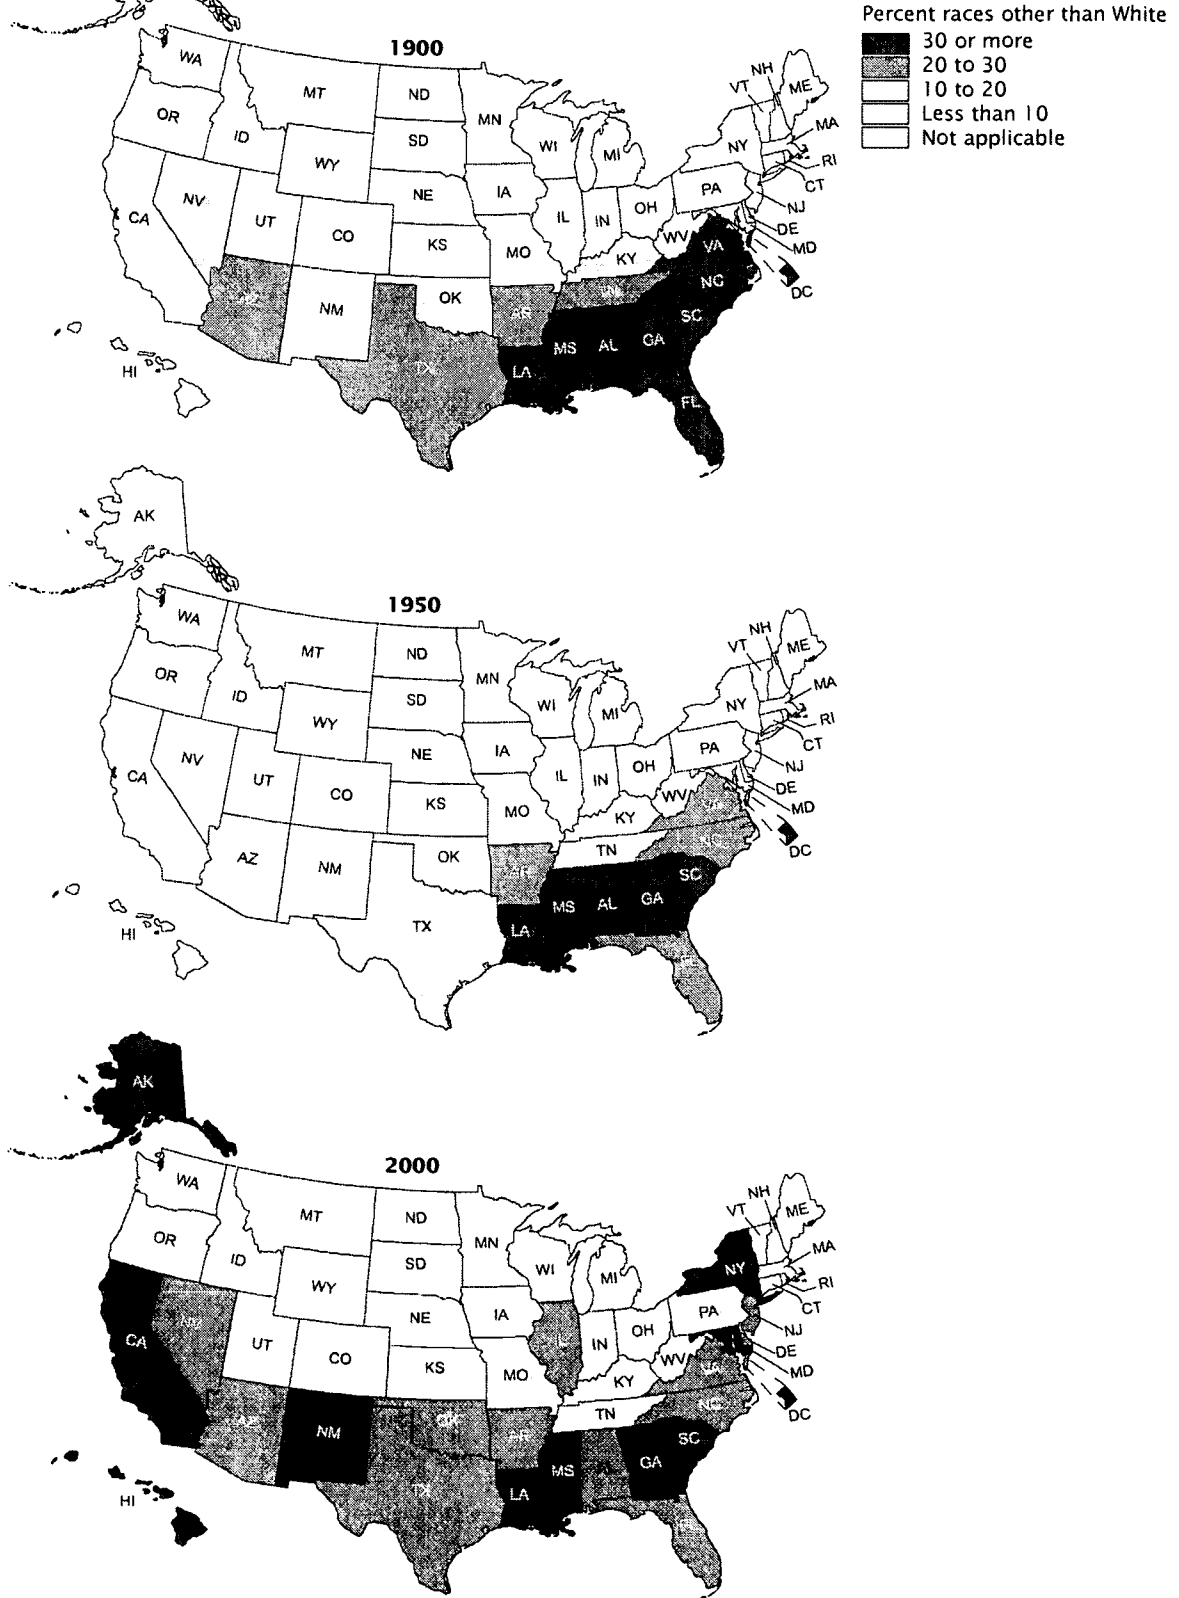 Percent races other than White
30 or more
20 to 30
10 to 20
Less than 10
Not applicable
1900
WA
MT
ND
MN
OR
ID
SD
WI
MI
NH
VT
ME
MA
NY
RI
CT
WY
NE
IA
PA
NJ
NV
CA
UT
CO
KS
IL
IN
OH
MO
WV
KY
VA
DE
MD
DC
NM
OK
AR
NC
SC
TX
LA
MS
AL
GA
FL
HI
AK
1950
WA
MT
ND
MN
OR
ID
SD
WI
MI
NH
VT
ME
MA
NY
RI
CT
WY
NE
IA
PA
NJ
NV
CA
UT
CO
KS
IL
IN
OH
MO
WV
KY
DE
MD
DC
AZ
NM
OK
AR
TN
NC
SC
TX
LA
MS
AL
GA
HI
AK
2000
WA
MT
ND
MN
OR
ID
SD
WI
MI
NH
VT
ME
MA
NY
RI
CT
WY
NE
IA
PA
NJ
CA
UT
CO
KS
IL
IN
OH
MO
WV
KY
DE
MD
DC
AZ
NM
OK
AR
TN
NC
SC
TX
LA
MS
GA
HI